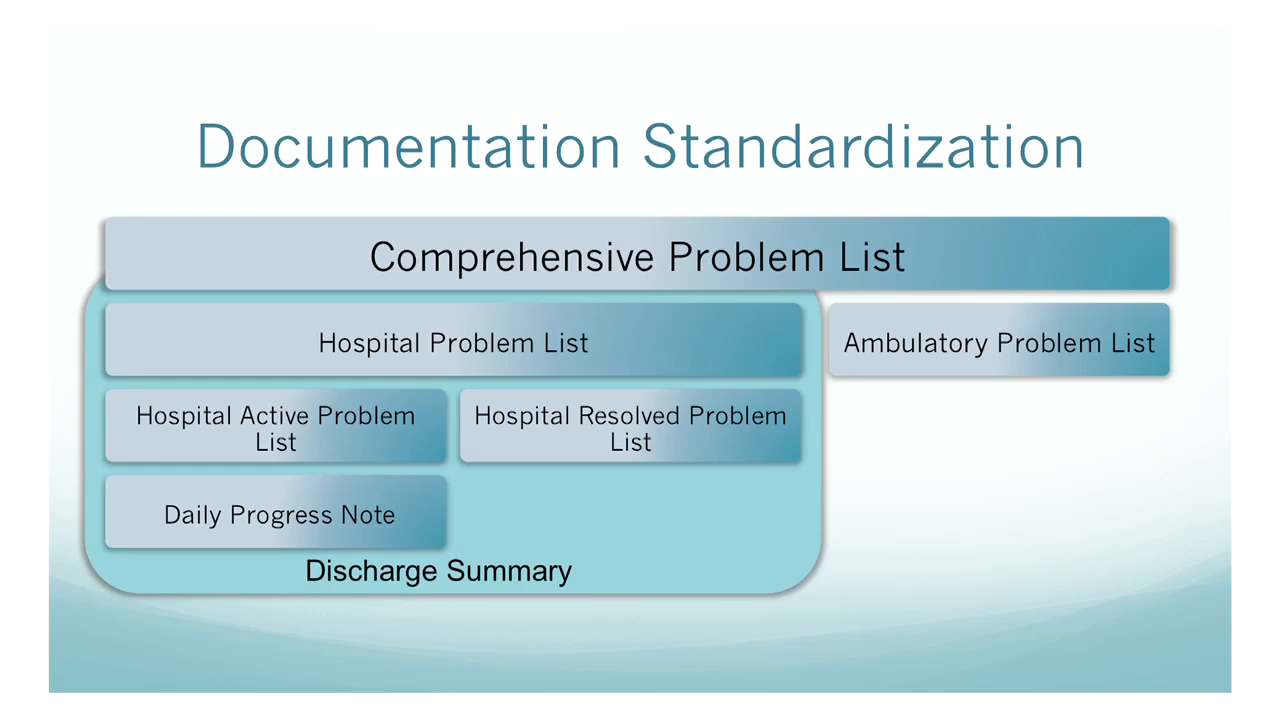 Documentation Standardization
Comprehensive Problem List
Hospital Problem List
Ambulatory Problem List
Hospital Active Problem
List
Hospital Resolved Problem
List
Daily Progress Note
Discharge Summary